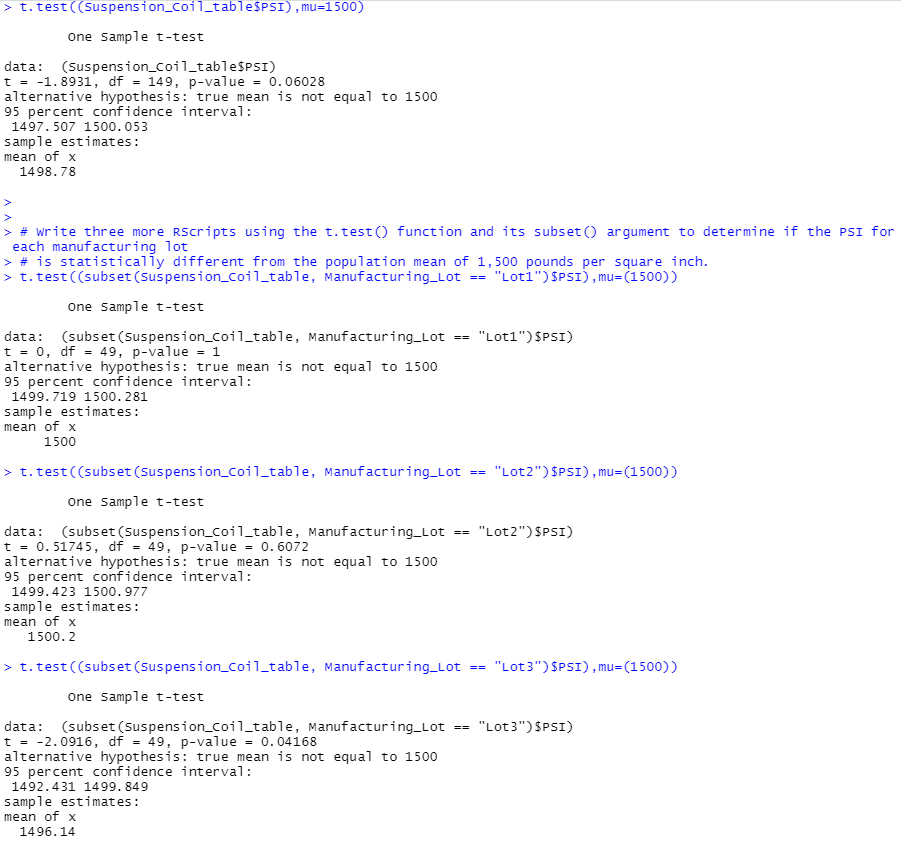 > t.test((Suspension_Coil_table$PSI),mu=1500)
One Sample t-test
data:  (Suspension_Coil_table$PSI)
t = -1.8931, df = 149, p-value = 0.06028
alternative hypothesis: true mean is not equal to 1500
95 percent confidence interval:
 1497.507 1500.053
sample estimates:
mean of x
  1498.78
>
>
> # Write three more RScripts using the t.test() function and its subset() argument to determine if the PSI for
 each manufacturing lot
> # is statistically different from the population mean of 1,500 pounds per square inch.
> t.test((subset(Suspension_Coil_table, Manufacturing_Lot == "Lot1")$PSI),mu=(1500))
One Sample t-test
data:  (subset(Suspension_Coil_table, Manufacturing_Lot == "Lot1")$PSI)
t = 0, df = 49, p-value = 1
alternative hypothesis: true mean is not equal to 1500
95 percent confidence interval:
 1499.719 1500.281
sample estimates:
mean of x
     1500
> t.test((subset(Suspension_Coil_table, Manufacturing_Lot == "Lot2")$PSI),mu=(1500))
One Sample t-test
data:  (subset(Suspension_Coil_table, Manufacturing_Lot == "Lot2")$PSI)
t = 0.51745, df = 49, p-value = 0.6072
alternative hypothesis: true mean is not equal to 1500
95 percent confidence interval:
 1499.423 1500.977
sample estimates:
mean of x
   1500.2
> t.test((subset(Suspension_Coil_table, Manufacturing_Lot == "Lot3")$PSI),mu=(1500))
One Sample t-test
data:  (subset(Suspension_Coil_table, Manufacturing_Lot == "Lot3")$PSI)
t = -2.0916, df = 49, p-value = 0.04168
alternative hypothesis: true mean is not equal to 1500
95 percent confidence interval:
 1492.431 1499.849
sample estimates:
mean of x
  1496.14